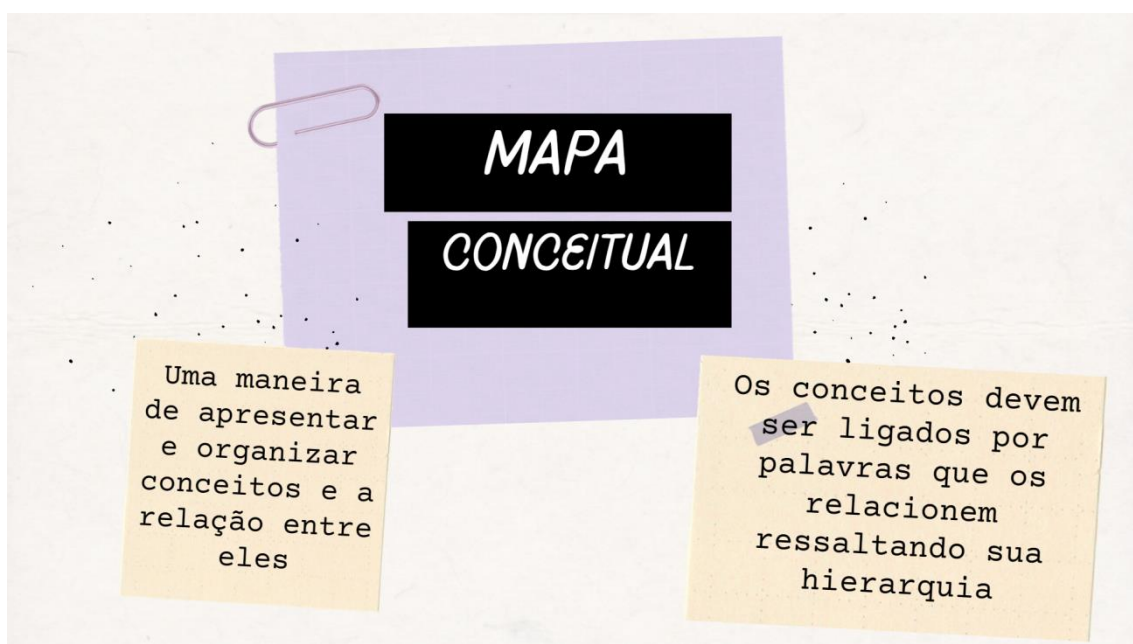 MAPA
CONCEITUAL
Uma maneira
de apresentar
e organizar
conceitos e a
relação entre
eles
Os conceitos devem
ser ligados por
palavras que os
relacionem
ressaltando sua
hierarquia